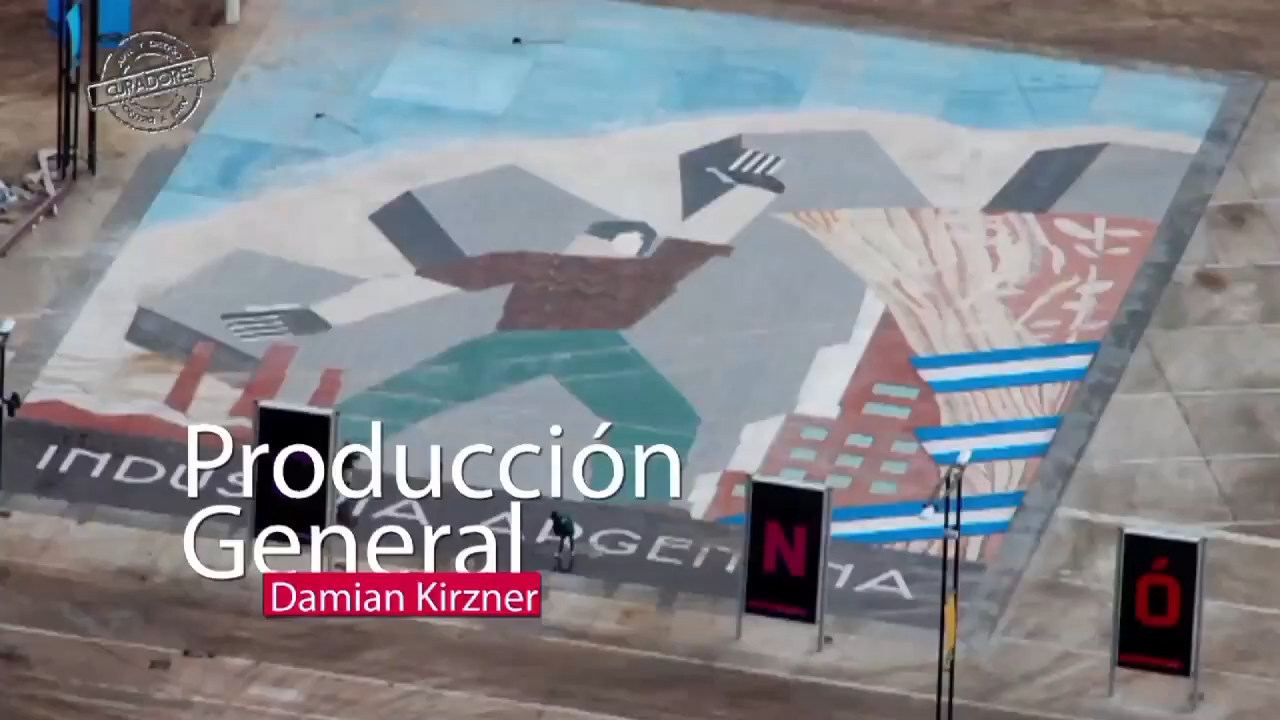 CURADORES
INDUSTRIA ARGENTINA
Producción
General
Damian Kirzner
N
Ó